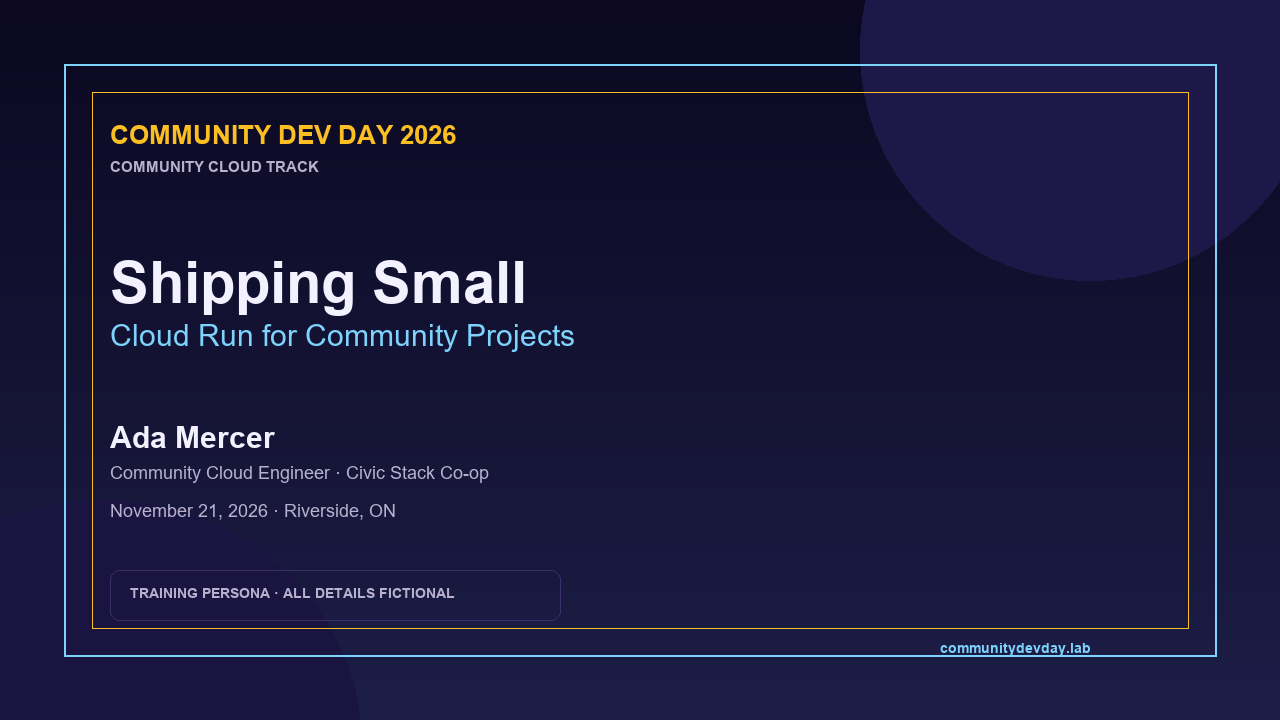 COMMUNITY DEV DAY 2026
COMMUNITY CLOUD TRACK
Shipping Small
Cloud Run for Community Projects
Ada Mercer
Community Cloud Engineer · Civic Stack Co-op
November 21, 2026 · Riverside, ON
TRAINING PERSONA · ALL DETAILS FICTIONAL
communitydevday.lab